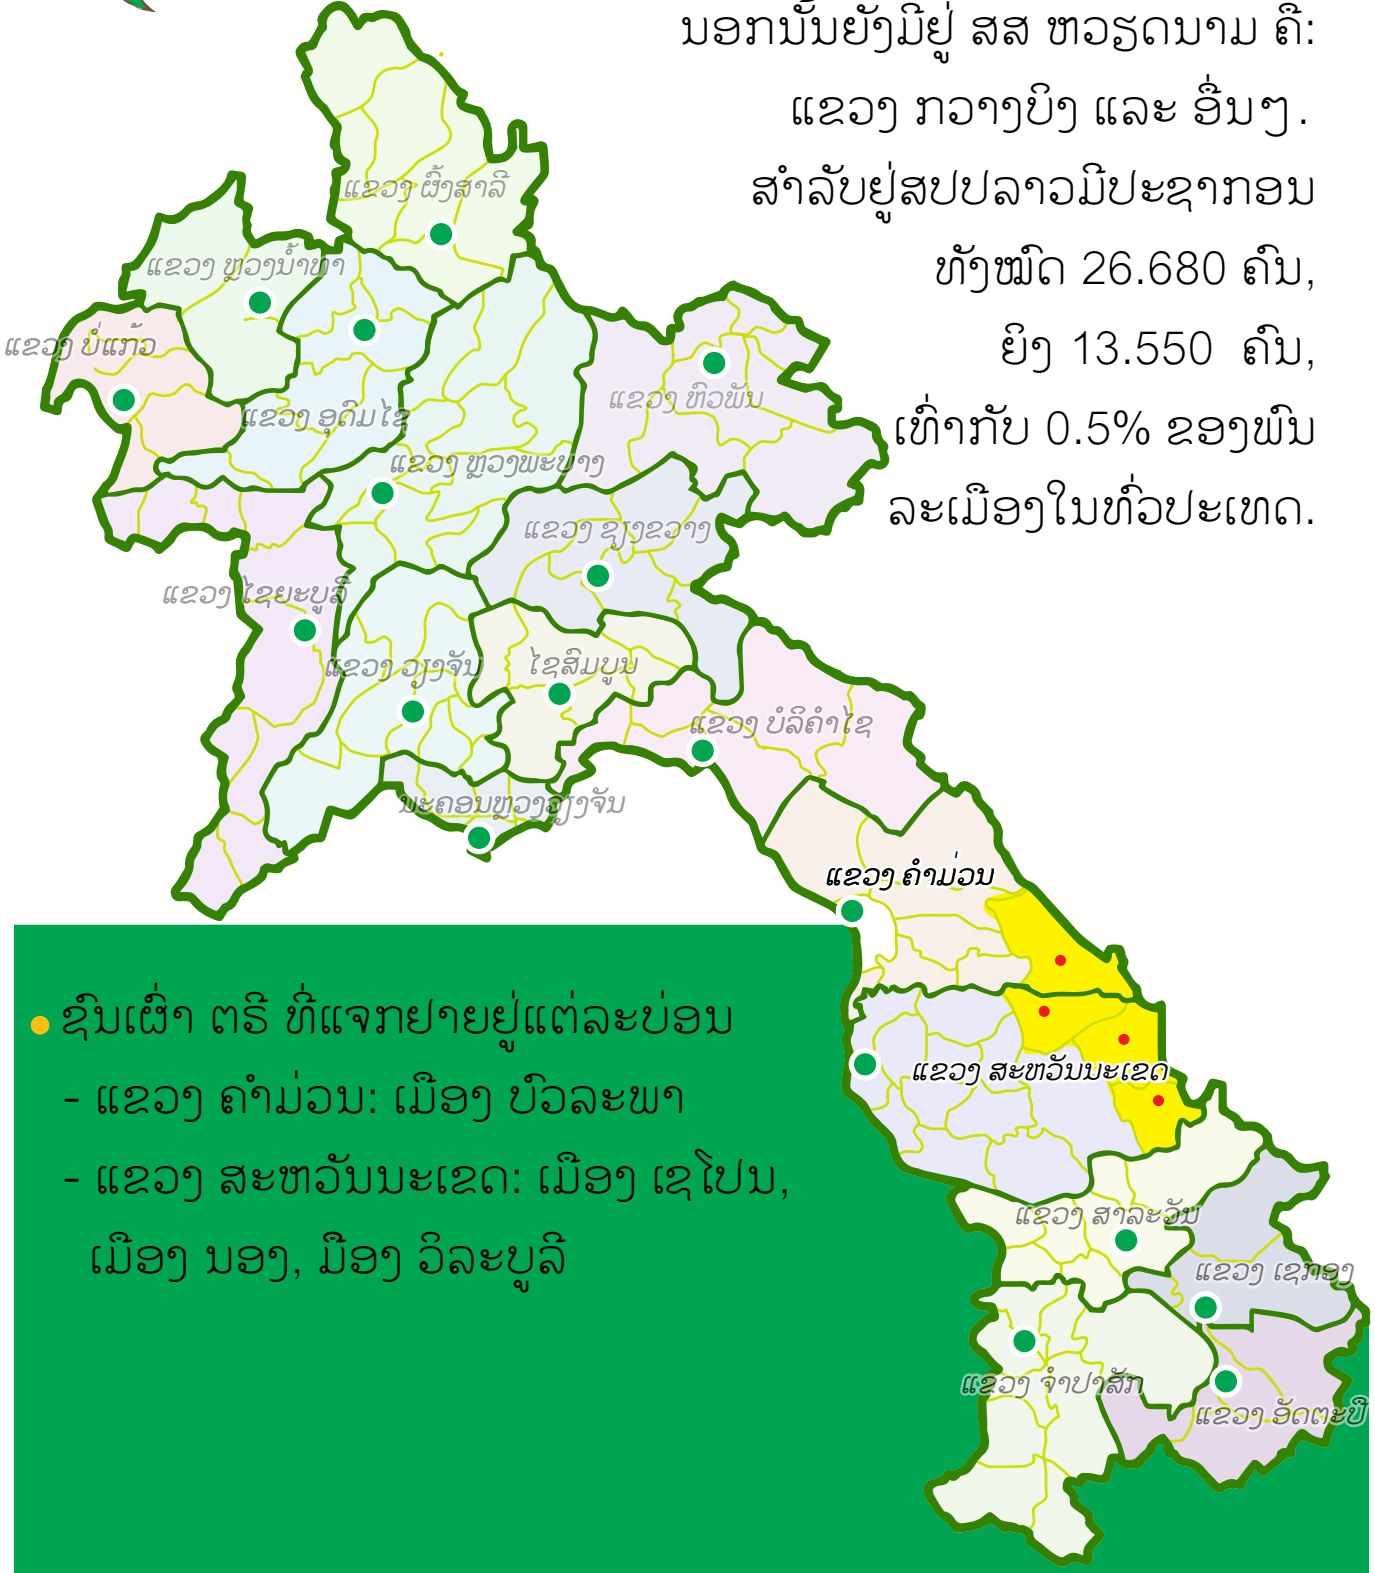 ນອກນັ້ນຍັງມີຢູ່ ສສ ຫວຽດນາມ ຄື:
ແຂວງ ກວາງບິງ ແລະ ອື່ນໆ.
ສຳລັບຢູ່ສປປລາວມີປະຊາກອນ
ທັງໝົດ 26.680 ຄົນ,
ຍິງ 13.550 ຄົນ,
ເທົ່າກັບ 0.5% ຂອງພົນ
ລະເມືອງໃນທົ່ວປະເທດ.
ແຂວງ ຜົ້ງສາລີ
ແຂວງ ຫຼວງນ້ຳທາ
ແຂວງ ບໍ່ແກ້ວ
ແຂວງ ອຸດົມໄຊ
ແຂວງ ຫົວພັນ
ແຂວງ ຫຼວງພະບາງ
ແຂວງ ຊຽງຂວາງ
ແຂວງ ໄຊຍະບູລີ
ແຂວງ ວຽງຈັນ
ໄຊສົມບູນ
ແຂວງ ບໍລິຄຳໄຊ
ນະຄອນຫຼວງວຽງຈັນ
ແຂວງ ຄຳມ່ວນ
ແຂວງ ສະຫວັນນະເຂດ
ແຂວງ ສາລະວັນ
ແຂວງ ເຊກອງ
ແຂວງ ຈຳປາສັກ
ແຂວງ ອັດຕະປື
ຊົນເຜົ່າ ຕຣີ ທີ່ແຈກຢາຍຢູ່ແຕ່ລະບ່ອນ
- ແຂວງ ຄຳມ່ວນ: ເມືອງ ບົວລະພາ
- ແຂວງ ສະຫວັນນະເຂດ: ເມືອງ ເຊໂປນ,
ເມືອງ ນອງ, ມືອງ ວິລະບູລີ